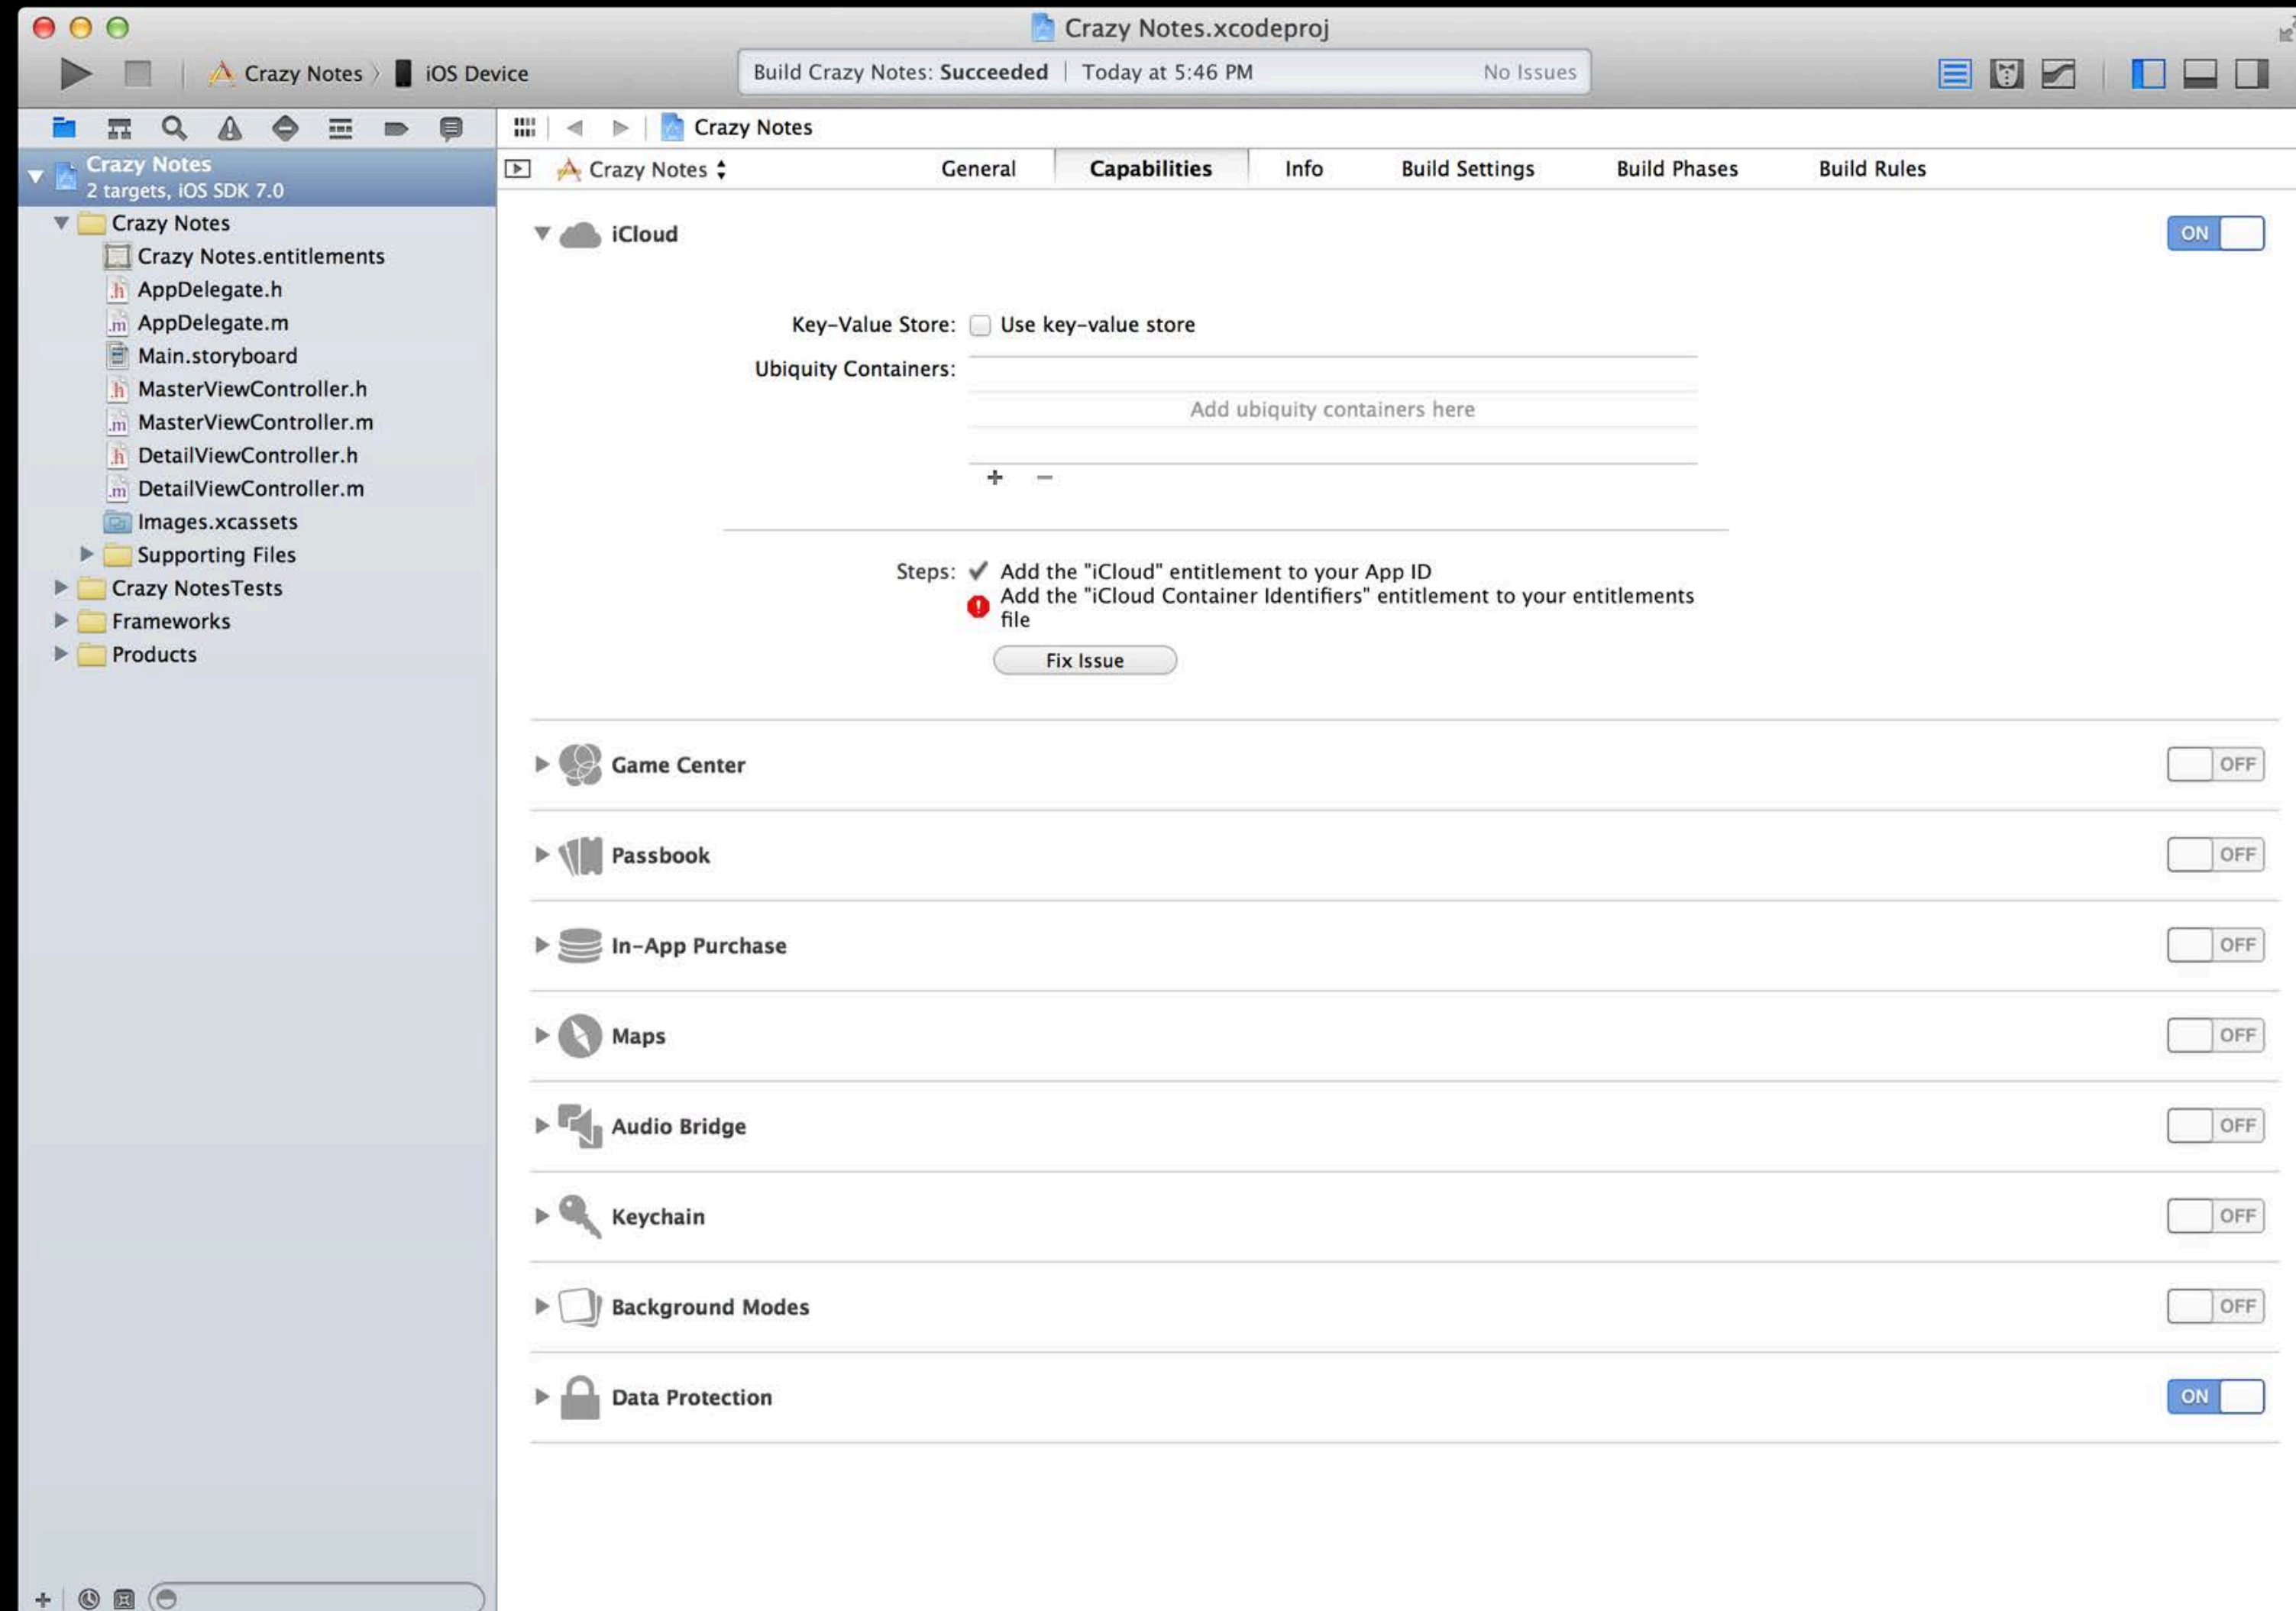 Crazy Notes.xcodeproj
Crazy Notes iOS Device
Build Crazy Notes: Succeeded | Today at 5:46 PM No Issues
Crazy Notes
Crazy Notes
2 targets, iOS SDK 7.0
Crazy Notes
Crazy Notes.entitlements
.h AppDelegate.h
.m AppDelegate.m
Main.storyboard
.h MasterViewController.h
.m MasterViewController.m
.h DetailViewController.h
.m DetailViewController.m
Images.xcassets
Supporting Files
Crazy NotesTests
Frameworks
Products
Crazy Notes General Capabilities Info Build Settings Build Phases Build Rules
iCloud ON
Key-Value Store: Use key-value store
Ubiquity Containers:
Add ubiquity containers here
Steps: Add the "iCloud" entitlement to your App ID
Add the "iCloud Container Identifiers" entitlement to your entitlements
file
Fix Issue
Game Center OFF
Passbook OFF
In-App Purchase OFF
Maps OFF
Audio Bridge OFF
Keychain OFF
Background Modes OFF
Data Protection ON